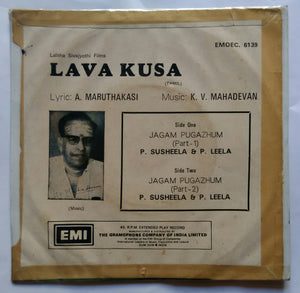 Lalitha Sivajyothi Films
EMDEC. 6139
LAVA KUSA
(TAMIL)
Lyric: A. MARUTHAKASI
Music: K. V. MAHADEVAN
Side One
JAGAM PUGAZHUM
(Part-1)
P. SUSHEELA & P. LEELA
Side Two
JAGAM PUGAZHUM
(Part-2)
P. SUSHEELA & P. LEELA
(Music)
EMI
45 R.P.M. EXTENDED PLAY RECORD
THE GRAMOPHONE COMPANY OF INDIA LIMITED